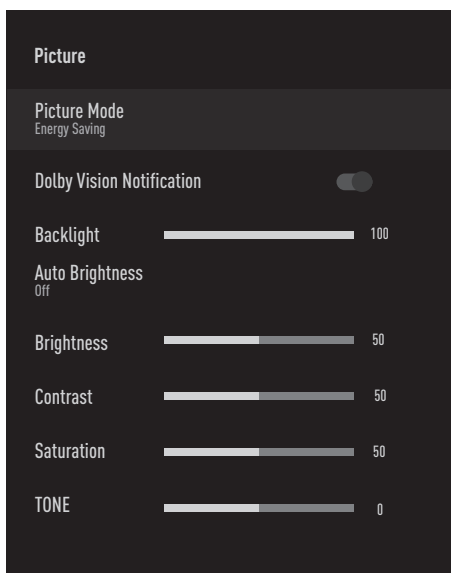 Picture
Picture Mode
Energy Saving
Dolby Vision Notification
Backlight 100
Auto Brightness
Off
Brightness 50
Contrast 50
Saturation 50
TONE 0